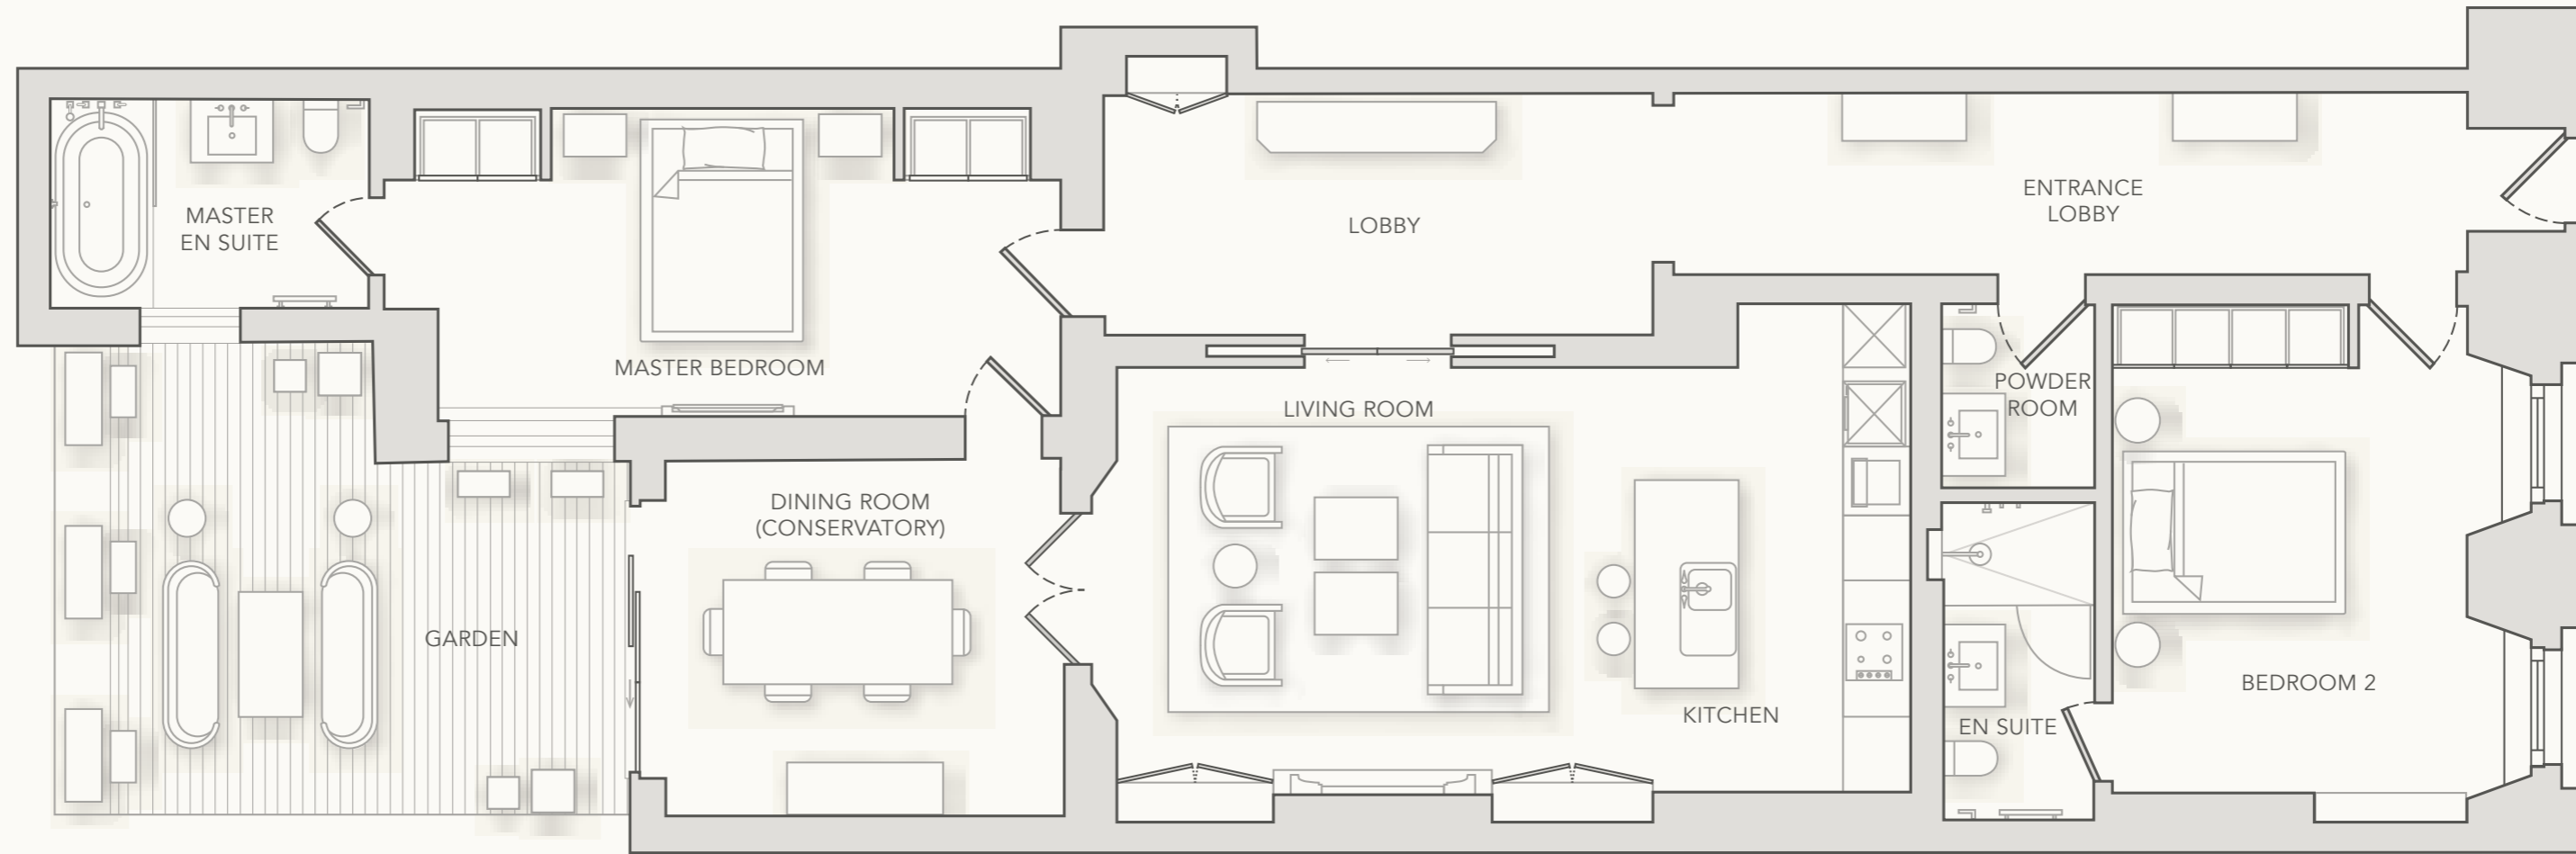 MASTER
EN SUITE
MASTER BEDROOM
LOBBY
ENTRANCE
LOBBY
LIVING ROOM
POWDER
ROOM
DINING ROOM
(CONSERVATORY)
GARDEN
KITCHEN
EN SUITE
BEDROOM 2